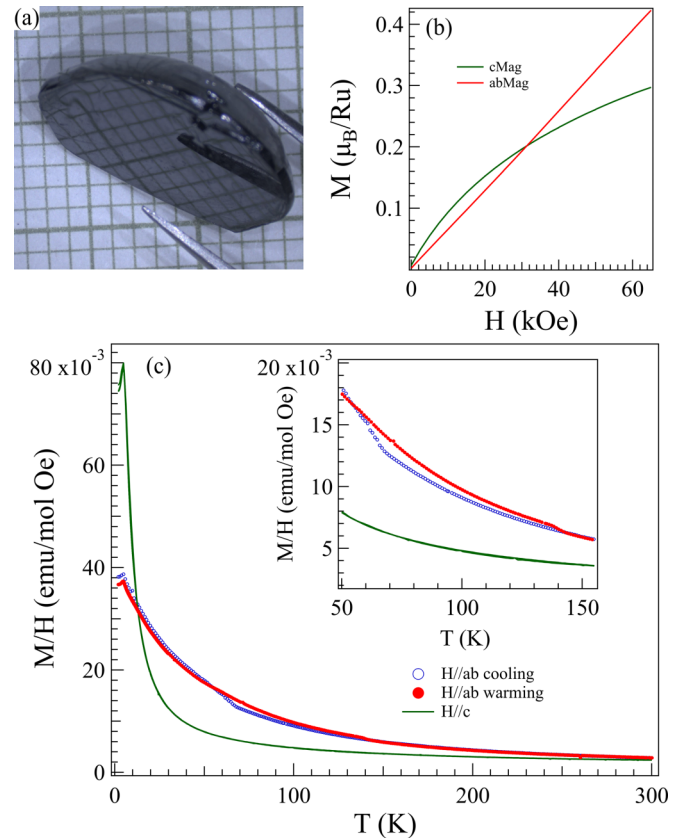 (a)
(b)
M (μB/Ru)
0.4
0.3
0.2
0.1
cMag
abMag
0 20 40 60
H (kOe)
(c)
M/H (emu/mol Oe)
80 x10-3
60
40
20
0
0 100 200 300
T (K)
20 x10-3
15
10
5
M/H (emu/mol Oe)
50 100 150
T (K)
H//ab cooling
H//ab warming
H//c